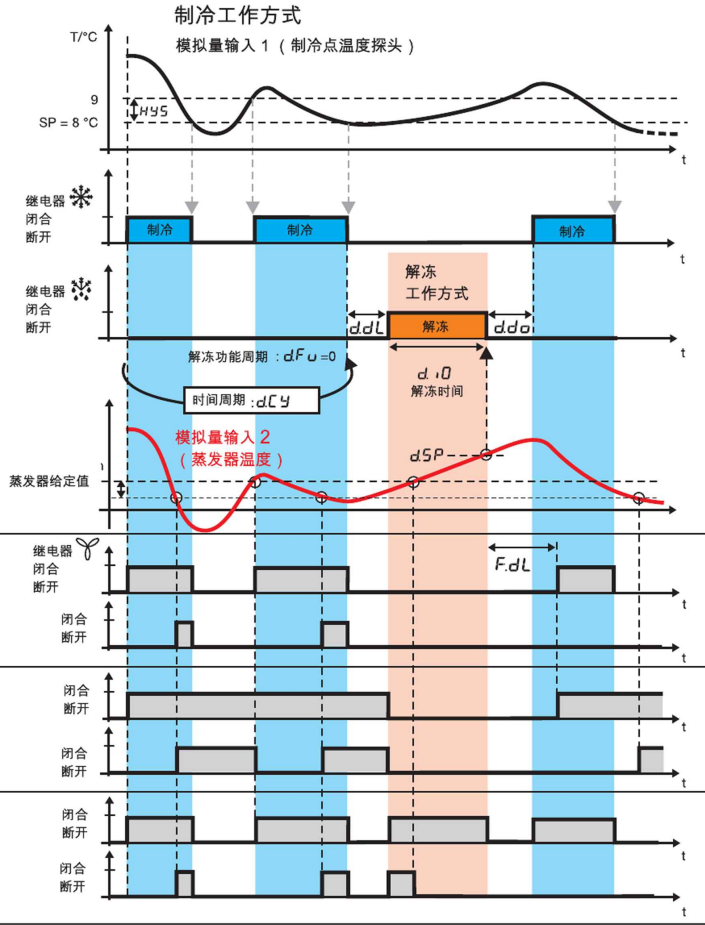 制冷工作方式
T/°C
模拟量输入 1 （ 制冷点温度探头 ）
9
HYS
SP = 8 °C
t
继电器
闭合
断开
制冷
制冷
制冷
t
继电器
闭合
断开
解冻
工作方式
d.dL
解冻
d.do
t
解冻功能周期 : d.Fu =0
时间周期 : d.CY
d.i0
解冻时间
模拟量输入 2
（ 蒸发器温度 ）
d.SP
蒸发器给定值
t
继电器
闭合
断开
F.dL
t
闭合
断开
t
闭合
断开
t
闭合
断开
t
闭合
断开
t
闭合
断开
t